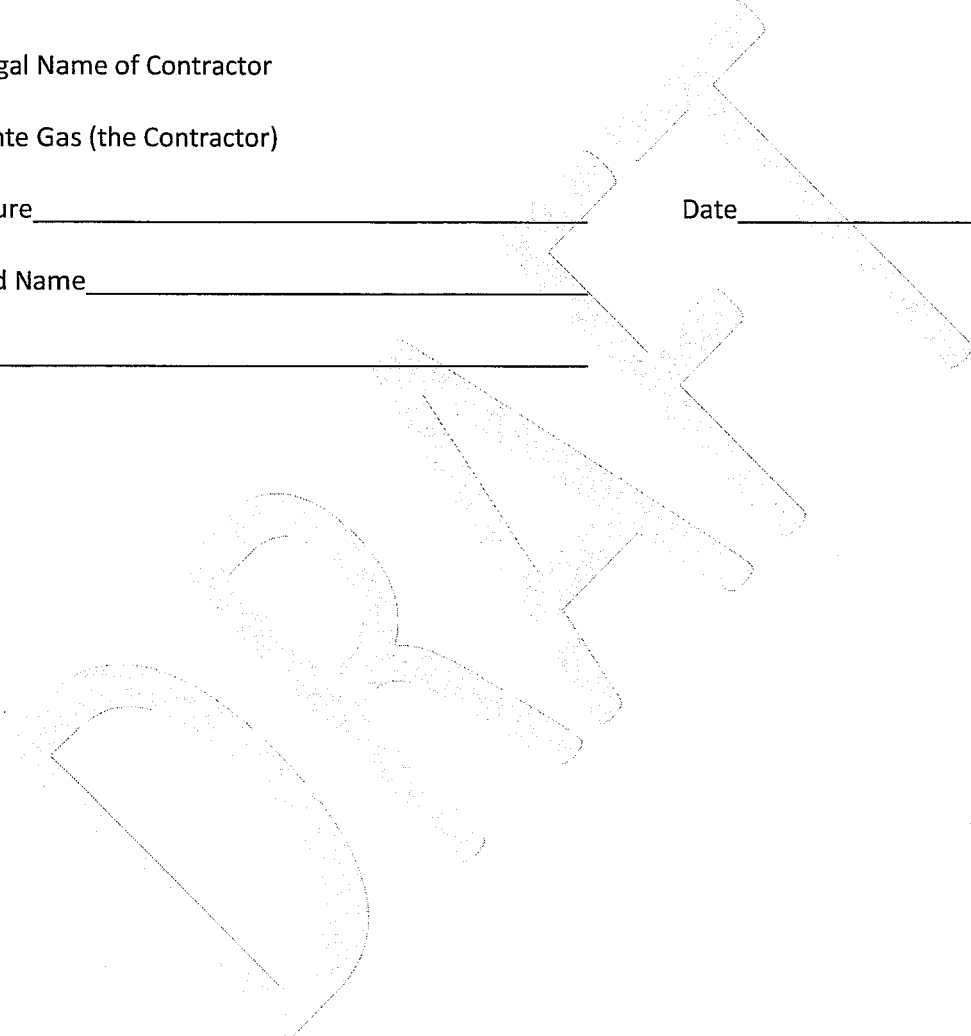 gal Name of Contractor
nte Gas (the Contractor)
ure Date
d Name
DRAFT